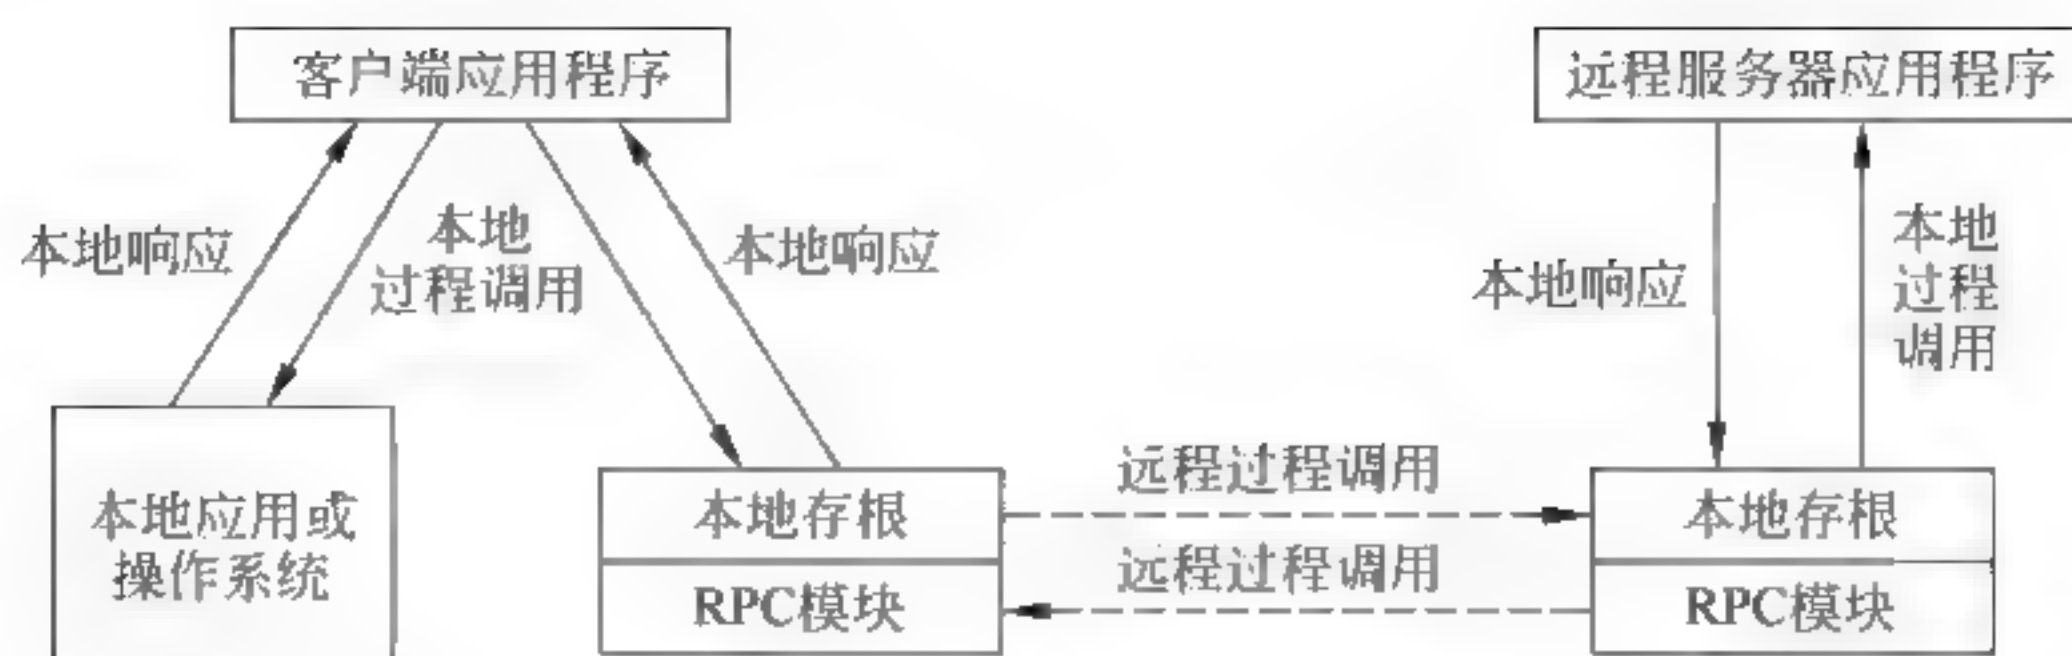 客户端应用程序
远程服务器应用程序
本地响应
本地
过程调用
本地响应
本地响应
本地
过程
调用
本地应用或
操作系统
本地存根
RPC模块
远程过程调用
远程过程调用
本地存根
RPC模块